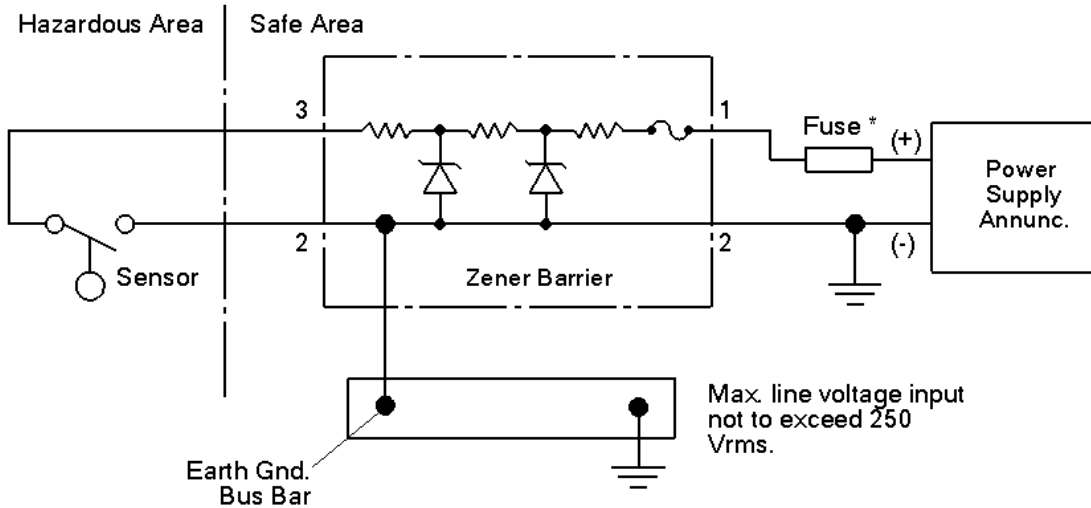 Hazardous Area
Safe Area
3
1
Fuse *
(+)
Power
Supply
Annunc.
2
2
(-)
Sensor
Zener Barrier
Max. line voltage input
not to exceed 250
Vrms.
Earth Gnd.
Bus Bar